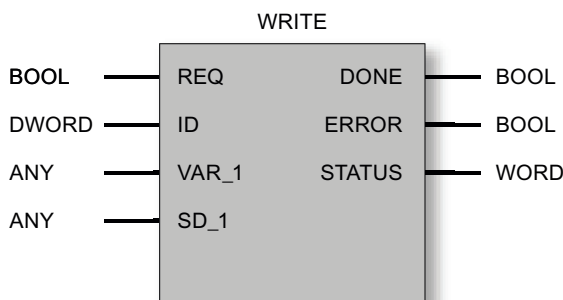 WRITE
BOOL REQ DONE BOOL
DWORD ID ERROR BOOL
ANY VAR_1 STATUS WORD
ANY SD_1